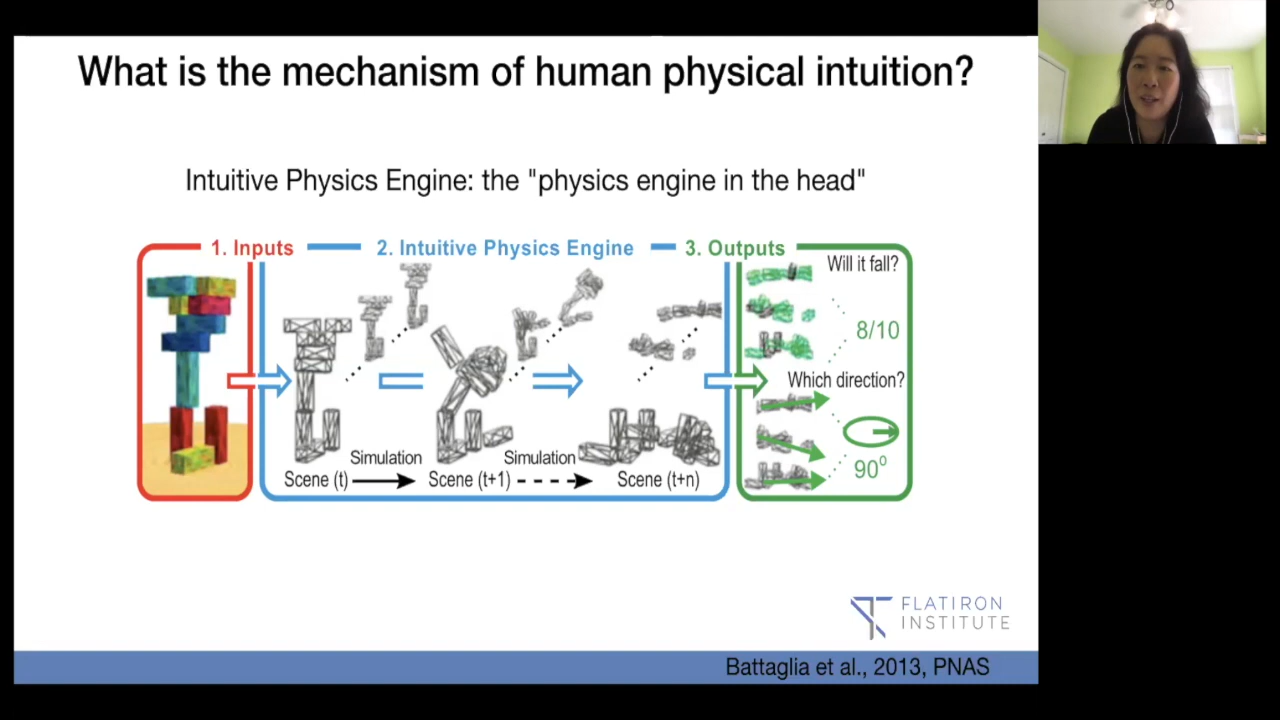 What is the mechanism of human physical intuition?
Intuitive Physics Engine: the "physics engine in the head"
1. Inputs
2. Intuitive Physics Engine
3. Outputs
Simulation
Simulation
Scene (t)
Scene (t+1)
Scene (t+n)
Will it fall?
8/10
Which direction?
90⁰
FLATIRON
INSTITUTE
Battaglia et al., 2013, PNAS